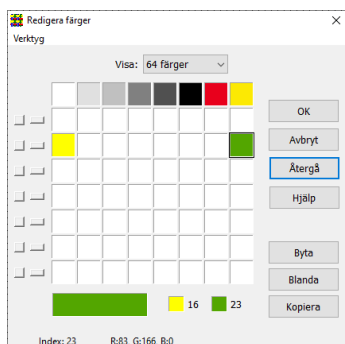 Redigera färger
Verktyg
Visa: 64 färger
OK
Avbryt
Återgå
Hjälp
Byta
Blanda
16 23 Kopiera
Index: 23 R:83 G:166 B:0